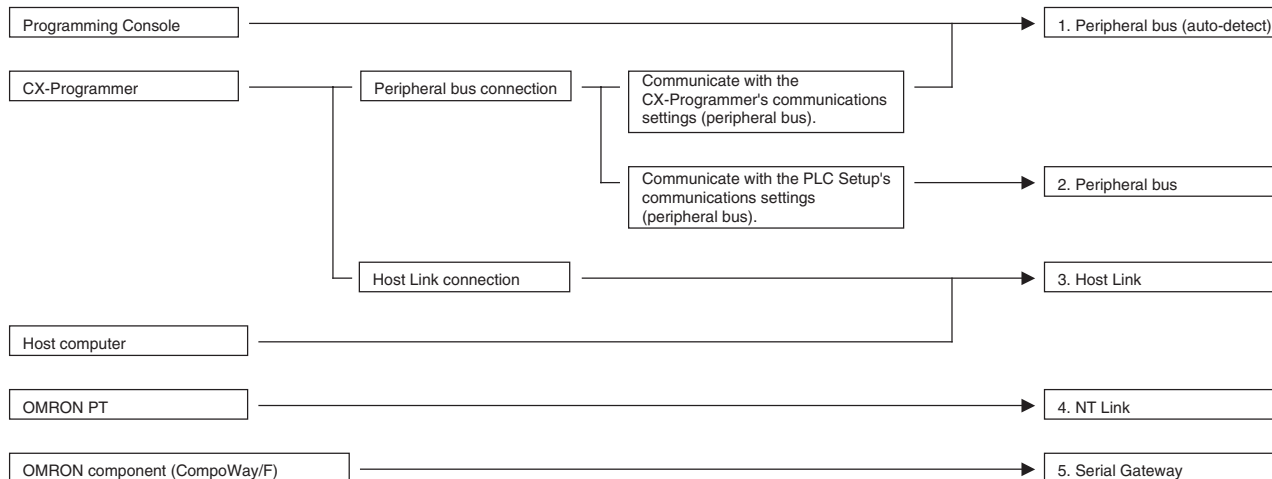 Programming Console
1. Peripheral bus (auto-detect)
CX-Programmer
Peripheral bus connection
Communicate with the
CX-Programmer's communications
settings (peripheral bus).
Communicate with the PLC Setup's
communications settings
(peripheral bus).
2. Peripheral bus
Host Link connection
3. Host Link
Host computer
OMRON PT
4. NT Link
OMRON component (CompoWay/F)
5. Serial Gateway